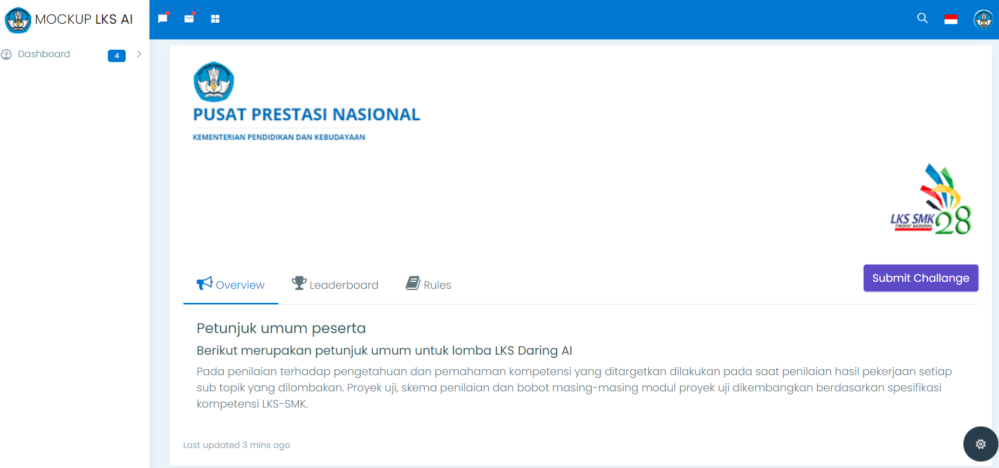 MOCKUP LKS AI
Dashboard 4
PUSAT PRESTASI NASIONAL
KEMENTERIAN PENDIDIKAN DAN KEBUDAYAAN
LKS SMK 28
TINGKAT NASIONAL
Overview Leaderboard Rules Submit Challange
Petunjuk umum peserta
Berikut merupakan petunjuk umum untuk lomba LKS Daring AI
Pada penilaian terhadap pengetahuan dan pemahaman kompetensi yang ditargetkan dilakukan pada saat penilaian hasil pekerjaan setiap
sub topik yang dilombakan. Proyek uji, skema penilaian dan bobot masing-masing modul proyek uji dikembangkan berdasarkan spesifikasi
kompetensi LKS-SMK.
Last updated 3 mins ago